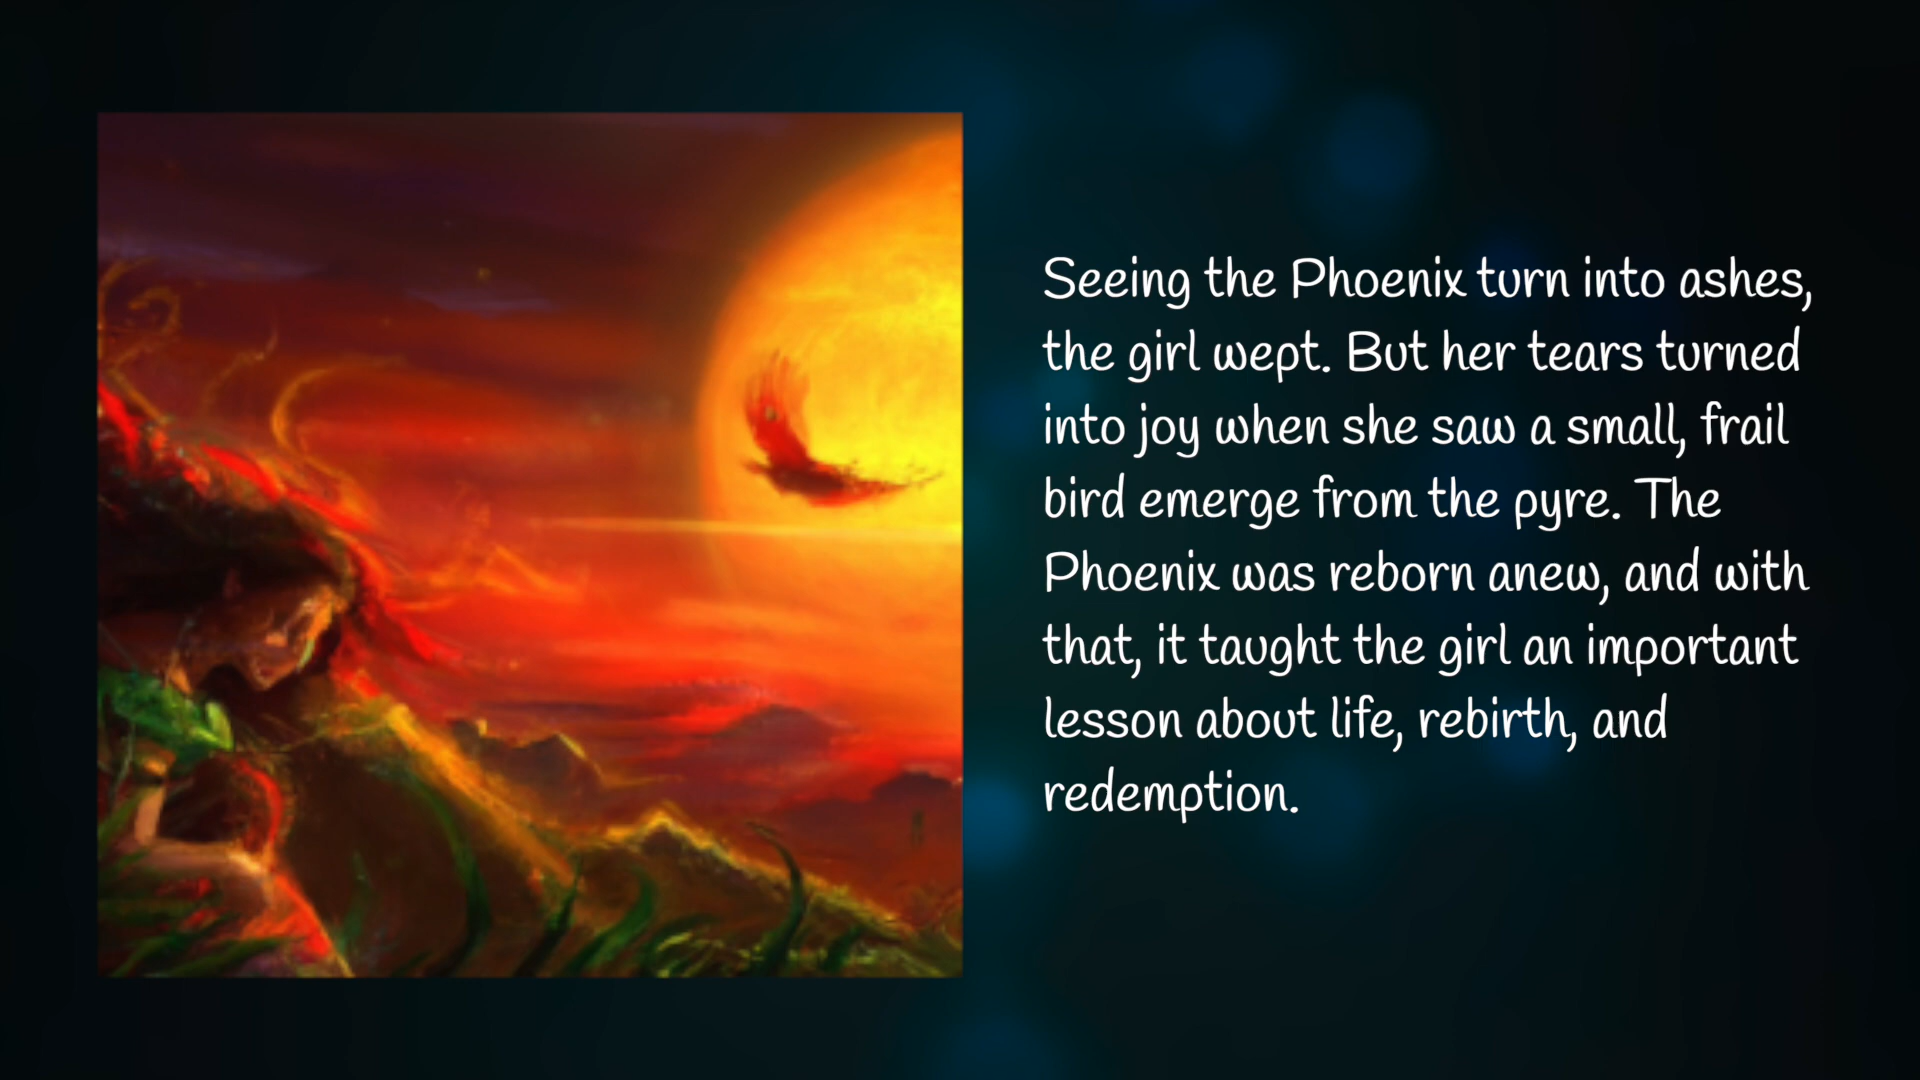 Seeing the Phoenix turn into ashes,
the girl wept. But her tears turned
into joy when she saw a small, frail
bird emerge from the pyre. The
Phoenix was reborn anew, and with
that, it taught the girl an important
lesson about life, rebirth, and
redemption.